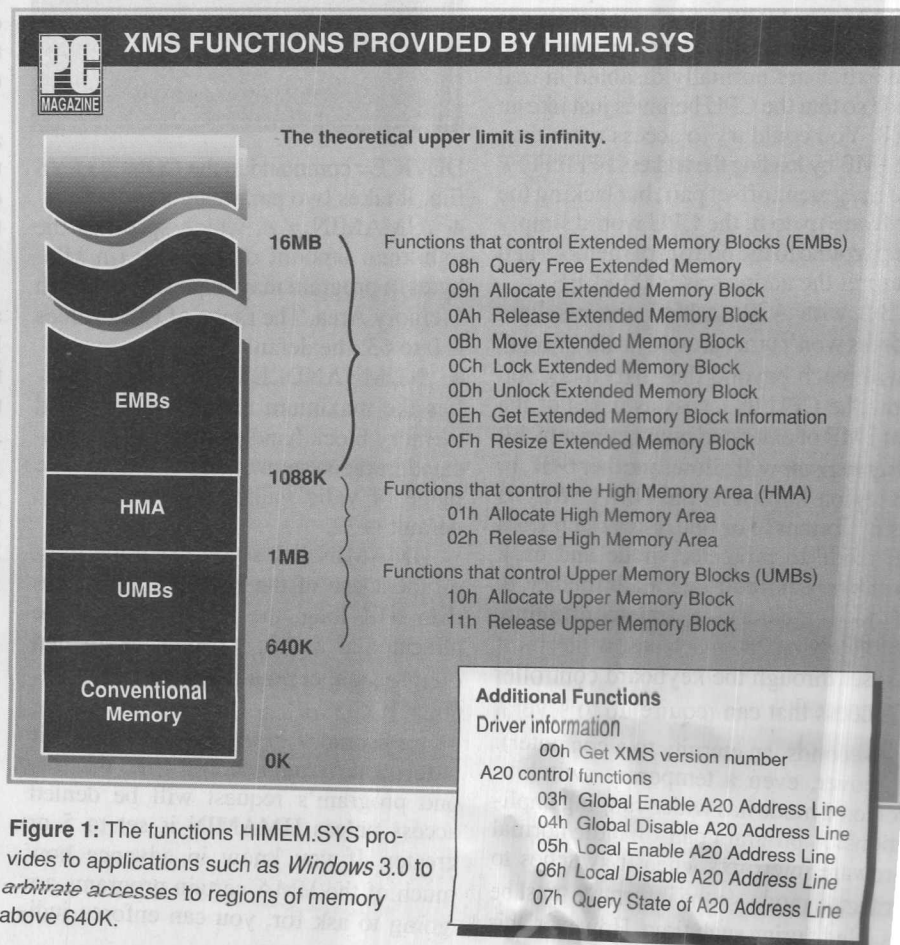 PC
MAGAZINE
XMS FUNCTIONS PROVIDED BY HIMEM.SYS
The theoretical upper limit is infinity.
16MB
Functions that control Extended Memory Blocks (EMBs)
08h Query Free Extended Memory
09h Allocate Extended Memory Block
0Ah Release Extended Memory Block
0Bh Move Extended Memory Block
0Ch Lock Extended Memory Block
0Dh Unlock Extended Memory Block
0Eh Get Extended Memory Block Information
0Fh Resize Extended Memory Block
EMBs
1088K
Functions that control the High Memory Area (HMA)
01h Allocate High Memory Area
02h Release High Memory Area
HMA
1MB
Functions that control Upper Memory Blocks (UMBs)
10h Allocate Upper Memory Block
11h Release Upper Memory Block
UMBs
640K
Conventional
Memory
0K
Additional Functions
Driver information
00h Get XMS version number
A20 control functions
03h Global Enable A20 Address Line
04h Global Disable A20 Address Line
05h Local Enable A20 Address Line
06h Local Disable A20 Address Line
07h Query State of A20 Address Line
Figure 1: The functions HIMEM.SYS pro-
vides to applications such as Windows 3.0 to
arbitrate accesses to regions of memory
above 640K.